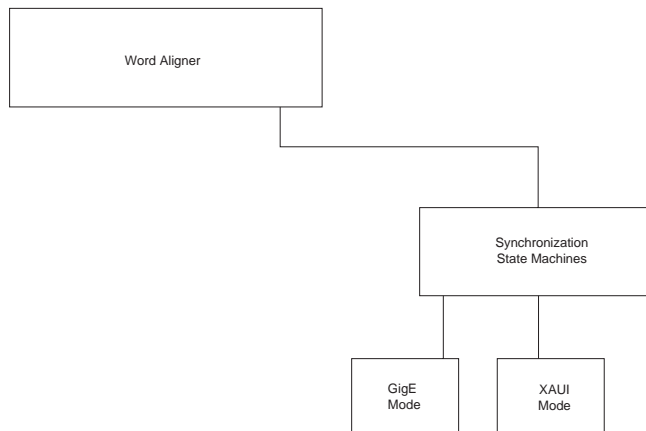 Word Aligner
Synchronization
State Machines
GigE
Mode
XAUI
Mode